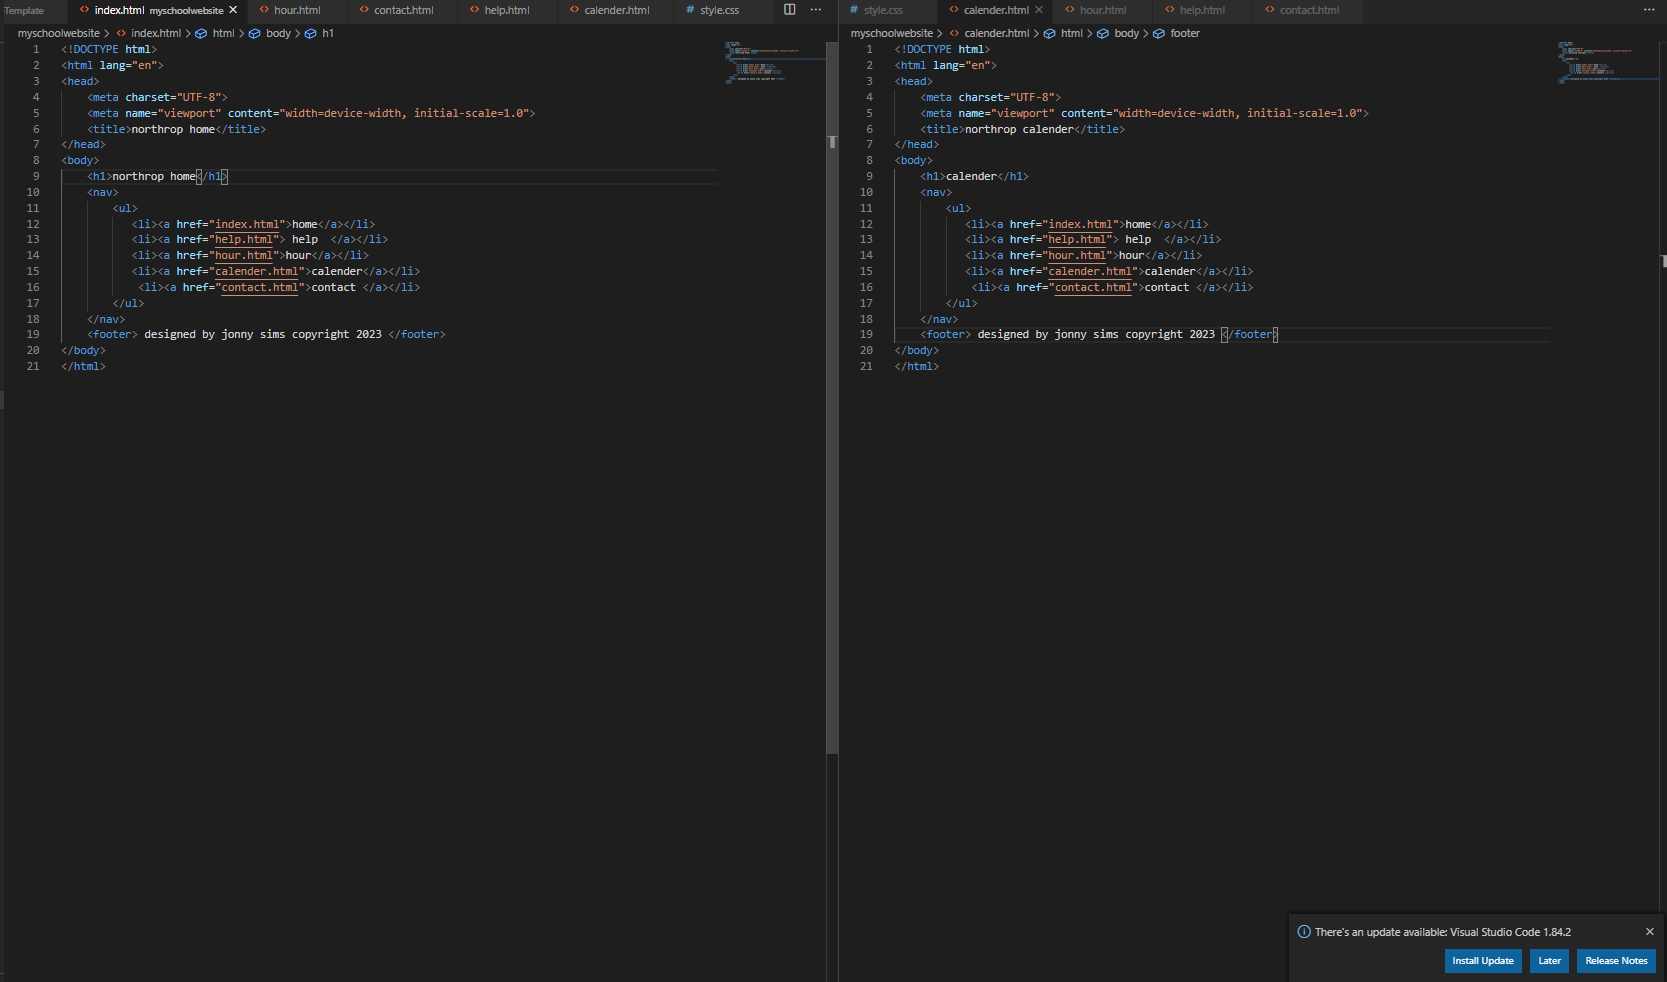 Template index.html myschoolwebsite hour.html contact.html help.html calender.html style.css
myschoolwebsite > index.html > html > body > h1
1 <!DOCTYPE html>
2 <html lang="en">
3 <head>
4 <meta charset="UTF-8">
5 <meta name="viewport" content="width=device-width, initial-scale=1.0">
6 <title>northrop home</title>
7 </head>
8 <body>
9 <h1>northrop home</h1>
10 <nav>
11 <ul>
12 <li><a href="index.html">home</a></li>
13 <li><a href="help.html"> help  </a></li>
14 <li><a href="hour.html">hour</a></li>
15 <li><a href="calender.html">calender</a></li>
16 <li><a href="contact.html">contact </a></li>
17 </ul>
18 </nav>
19 <footer> designed by jonny sims copyright 2023 </footer>
20 </body>
21 </html>
style.css calender.html hour.html help.html contact.html
myschoolwebsite > calender.html > html > body > footer
1 <!DOCTYPE html>
2 <html lang="en">
3 <head>
4 <meta charset="UTF-8">
5 <meta name="viewport" content="width=device-width, initial-scale=1.0">
6 <title>northrop calender</title>
7 </head>
8 <body>
9 <h1>calender</h1>
10 <nav>
11 <ul>
12 <li><a href="index.html">home</a></li>
13 <li><a href="help.html"> help  </a></li>
14 <li><a href="hour.html">hour</a></li>
15 <li><a href="calender.html">calender</a></li>
16 <li><a href="contact.html">contact </a></li>
17 </ul>
18 </nav>
19 <footer> designed by jonny sims copyright 2023 </footer>
20 </body>
21 </html>
There's an update available: Visual Studio Code 1.84.2
Install Update Later Release Notes